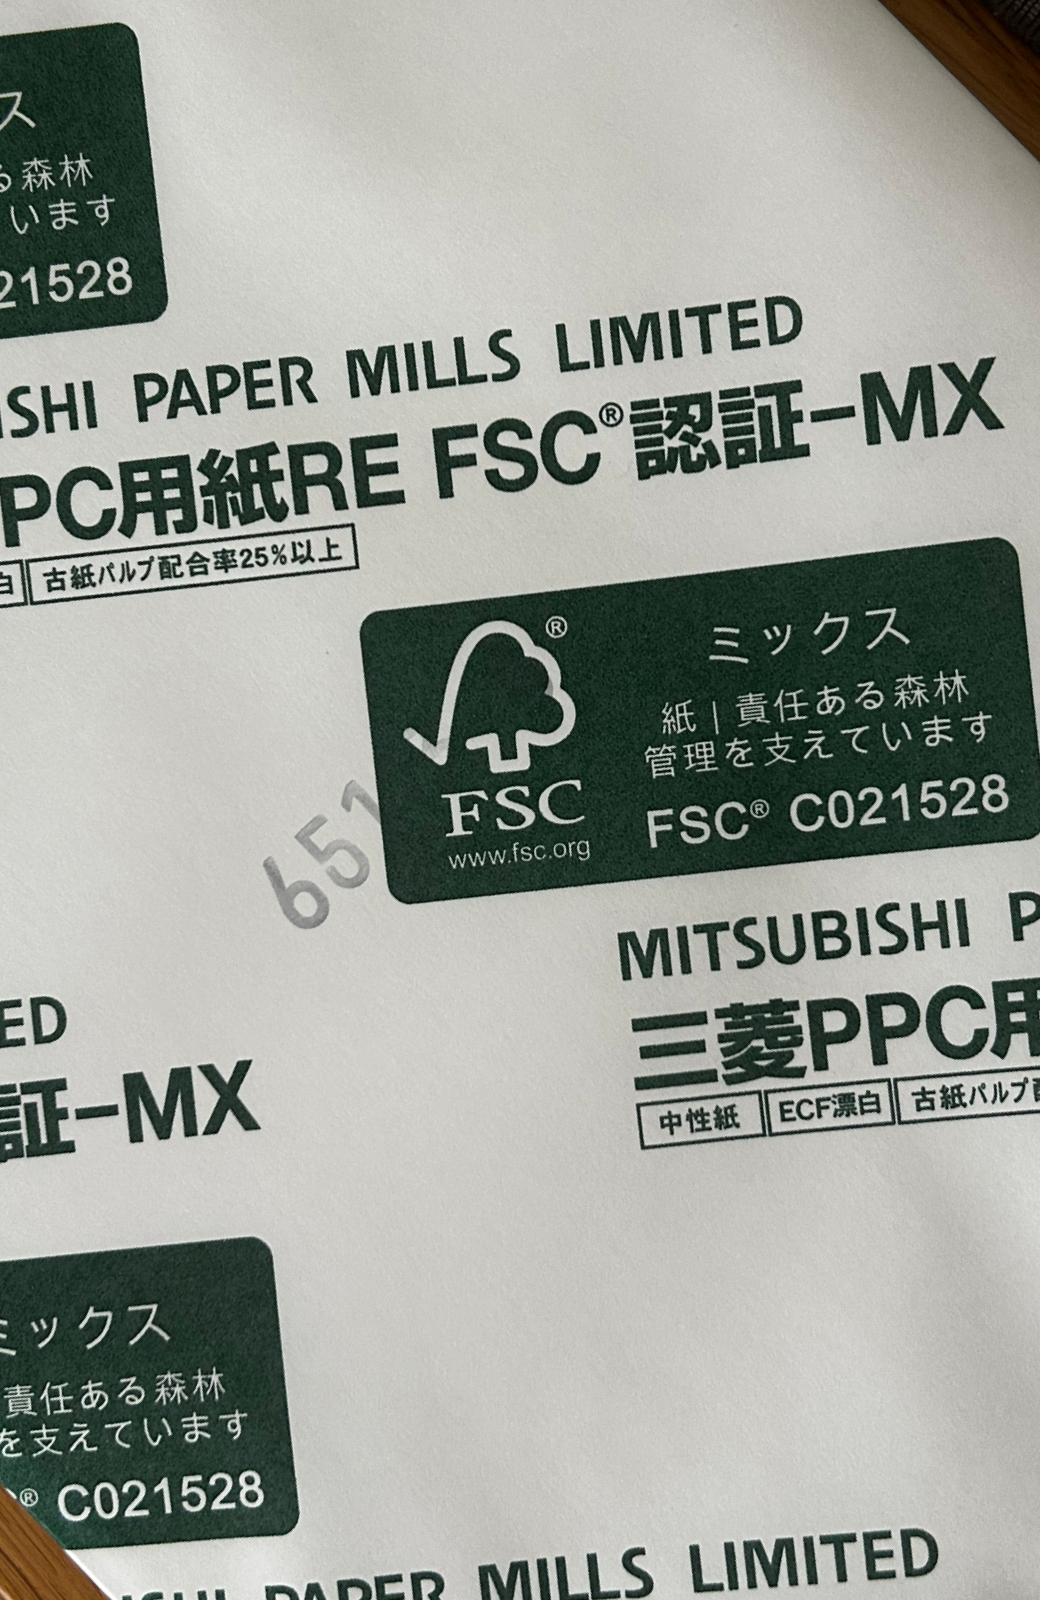 ス
る森林
います
21528
ISHI PAPER MILLS LIMITED
PC用紙RE FSC®認証-MX
白 古紙パルプ配合率25%以上
®
ミックス
紙 | 責任ある森林
管理を支えています
FSC® C021528
FSC
www.fsc.org
651
MITSUBISHI P
三菱PPC用
中性紙 ECF漂白 古紙パルプ配
ED
証-MX
ミックス
責任ある森林
を支えています
® C021528
ISHI PAPER MILLS LIMITED